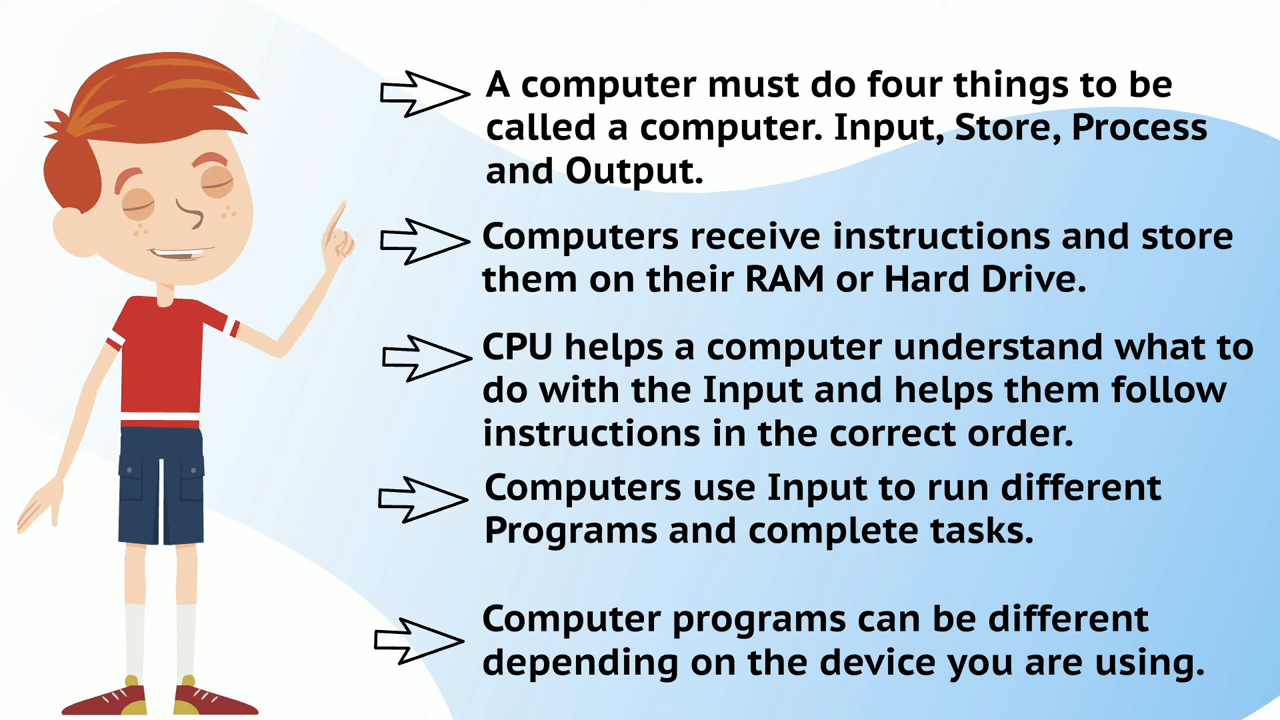 A computer must do four things to be
called a computer. Input, Store, Process
and Output.
Computers receive instructions and store
them on their RAM or Hard Drive.
CPU helps a computer understand what to
do with the Input and helps them follow
instructions in the correct order.
Computers use Input to run different
Programs and complete tasks.
Computer programs can be different
depending on the device you are using.